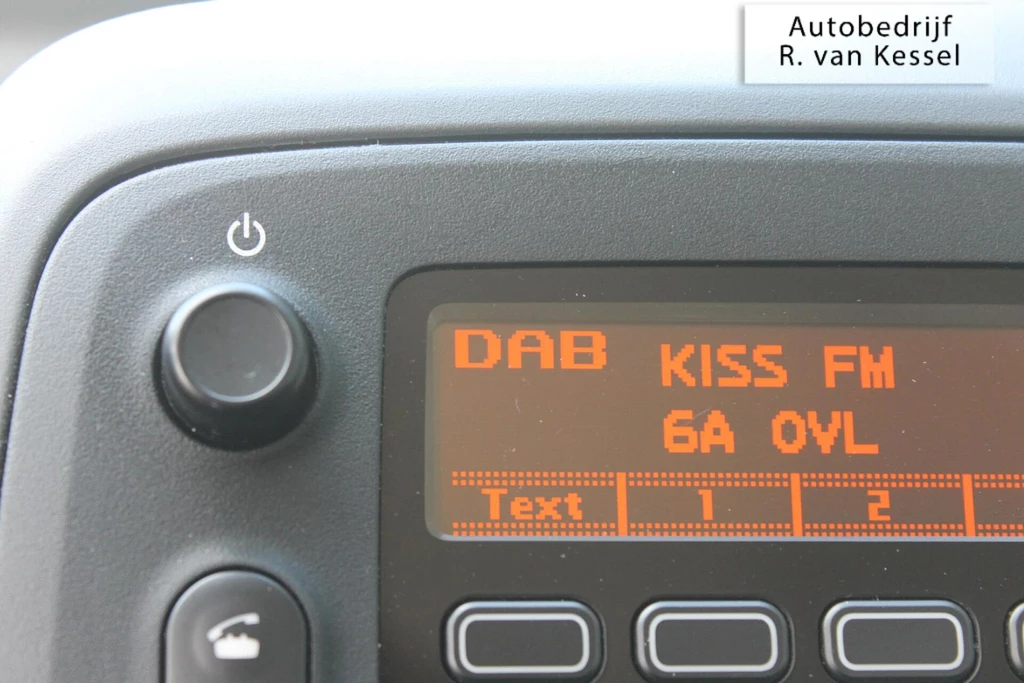 Autobedrijf
R. van Kessel
DAB KISS FM
6A OVL
Text 1 2